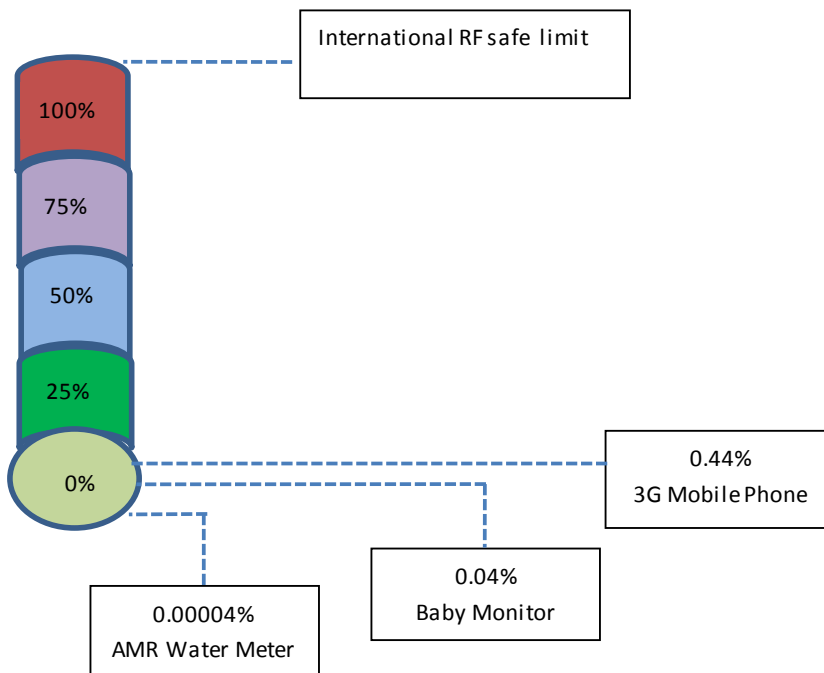 International RF safe limit
100%
75%
50%
25%
0%
0.44%
3G Mobile Phone
0.04%
Baby Monitor
0.00004%
AMR Water Meter